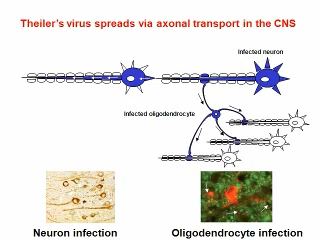 Theiler's virus spreads via axonal transport in the CNS
Infected neuron
Infected oligodendrocyte
Neuron infection
Oligodendrocyte infection